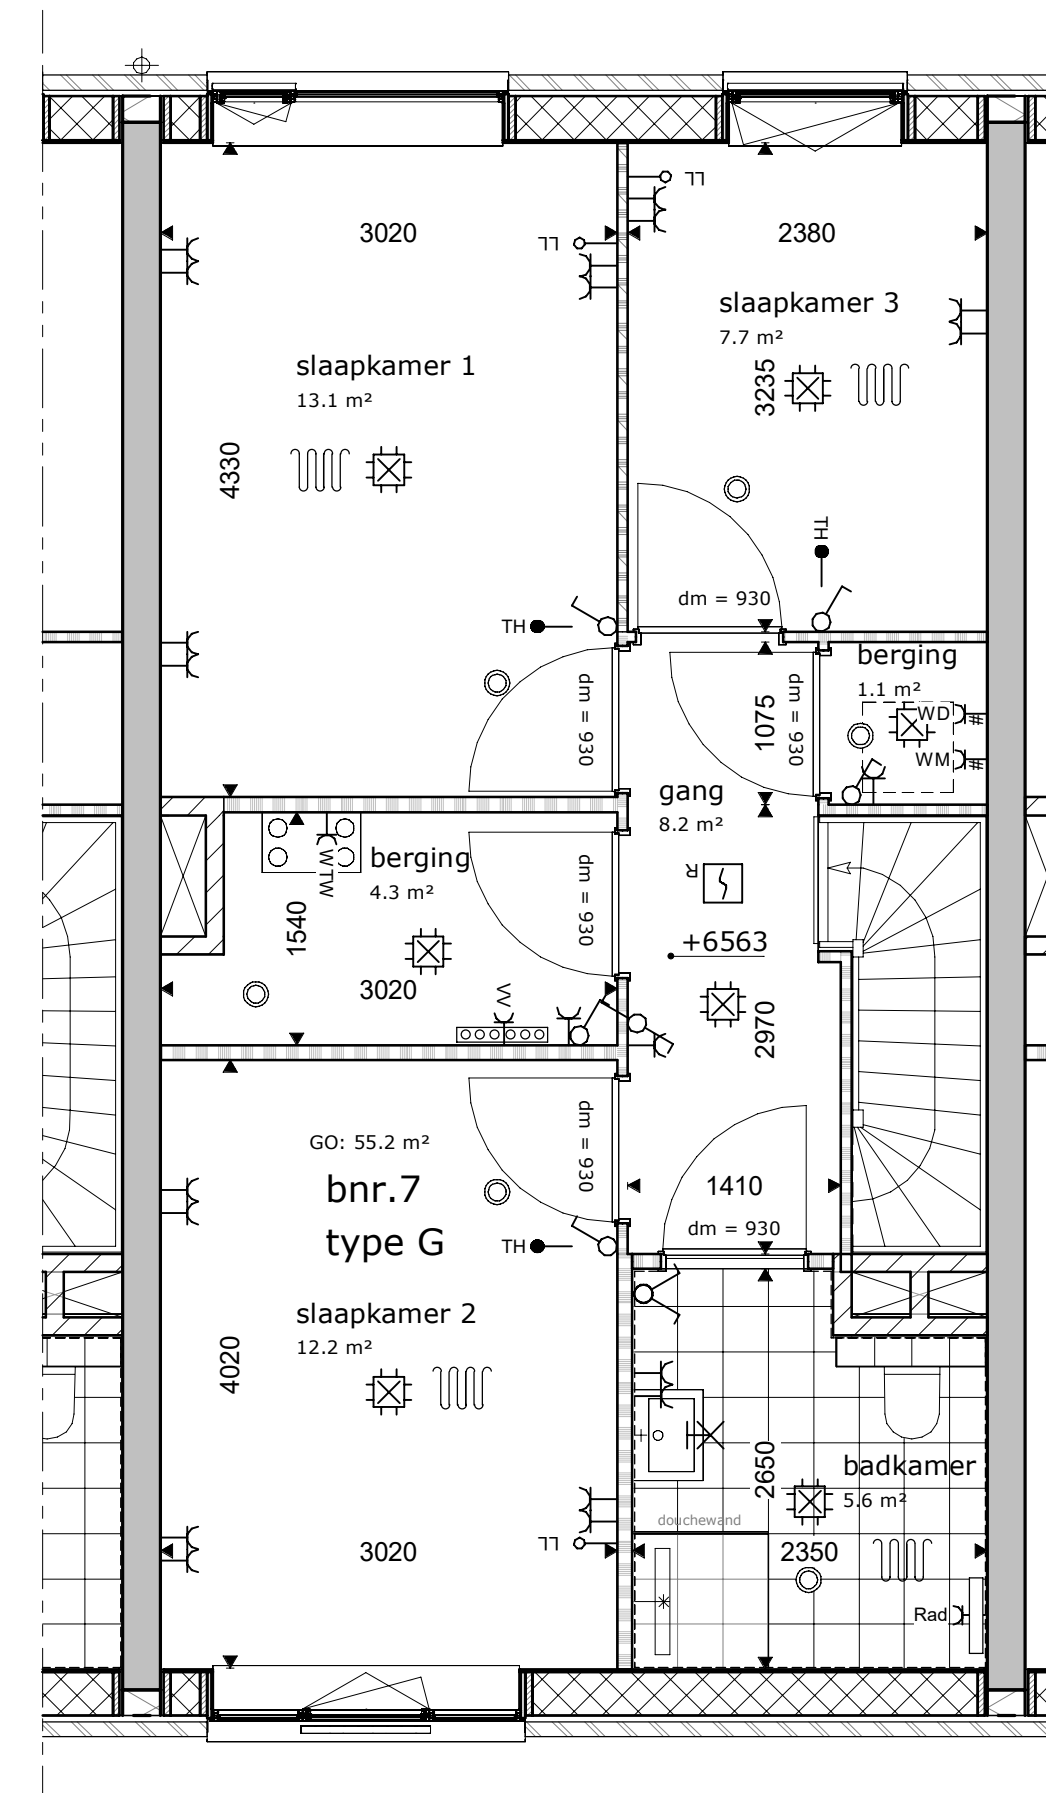 3020
2380
LL
LL
slaapkamer 3
7.7 m²
slaapkamer 1
13.1 m²
3235
4330
TH
dm = 930
TH
berging
1.1 m²
dm = 930
dm = 930
1075
WD
WM
gang
8.2 m²
berging
4.3 m²
WTW
dm = 930
R
1540
+6563
3020
VV
2970
dm = 930
GO: 55.2 m²
bnr.7
type G
1410
dm = 930
TH
slaapkamer 2
12.2 m²
4020
badkamer
5.6 m²
2650
douchewand
3020
LL
2350
Rad